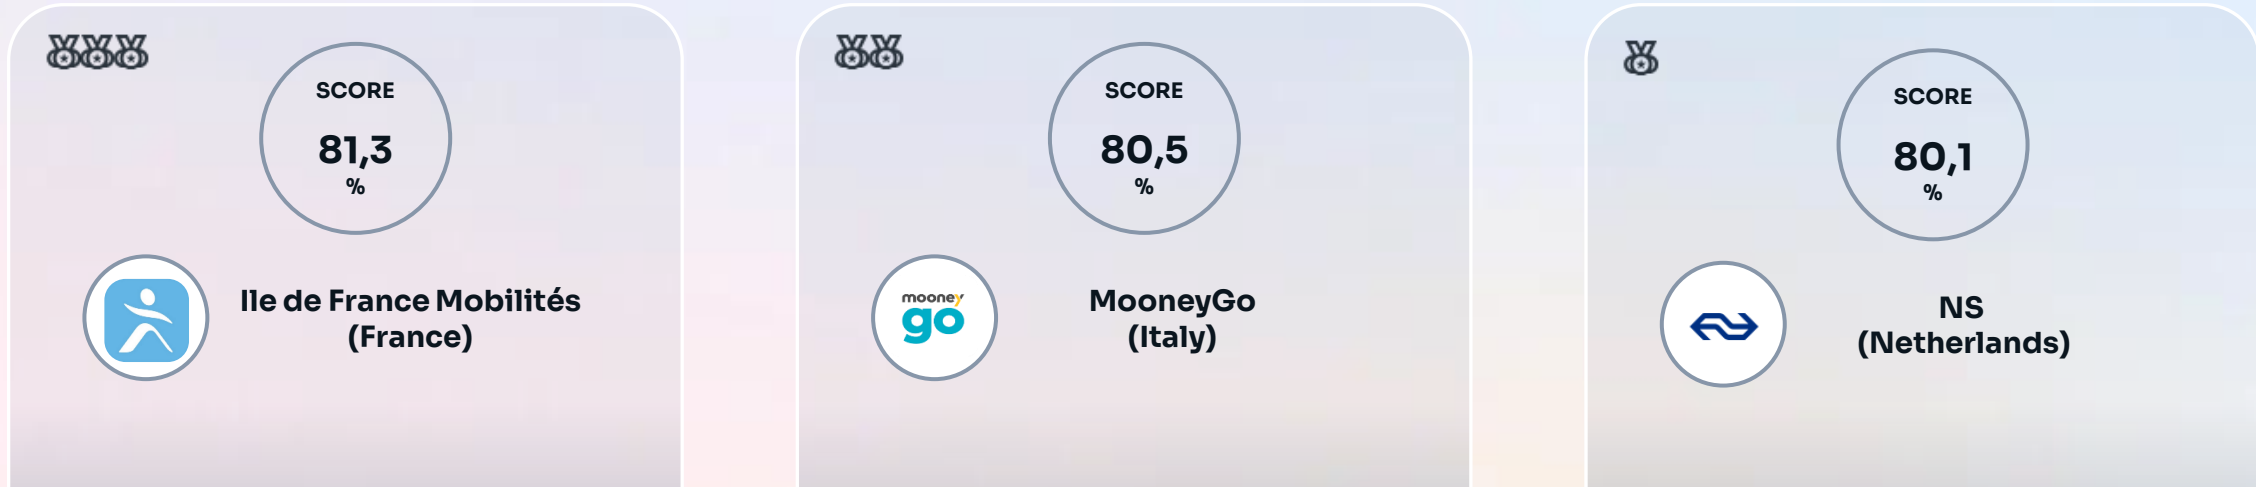 SCORE
81,3
%
Ile de France Mobilités
(France)
SCORE
80,5
%
mooney
go
MooneyGo
(Italy)
SCORE
80,1
%
NS
(Netherlands)